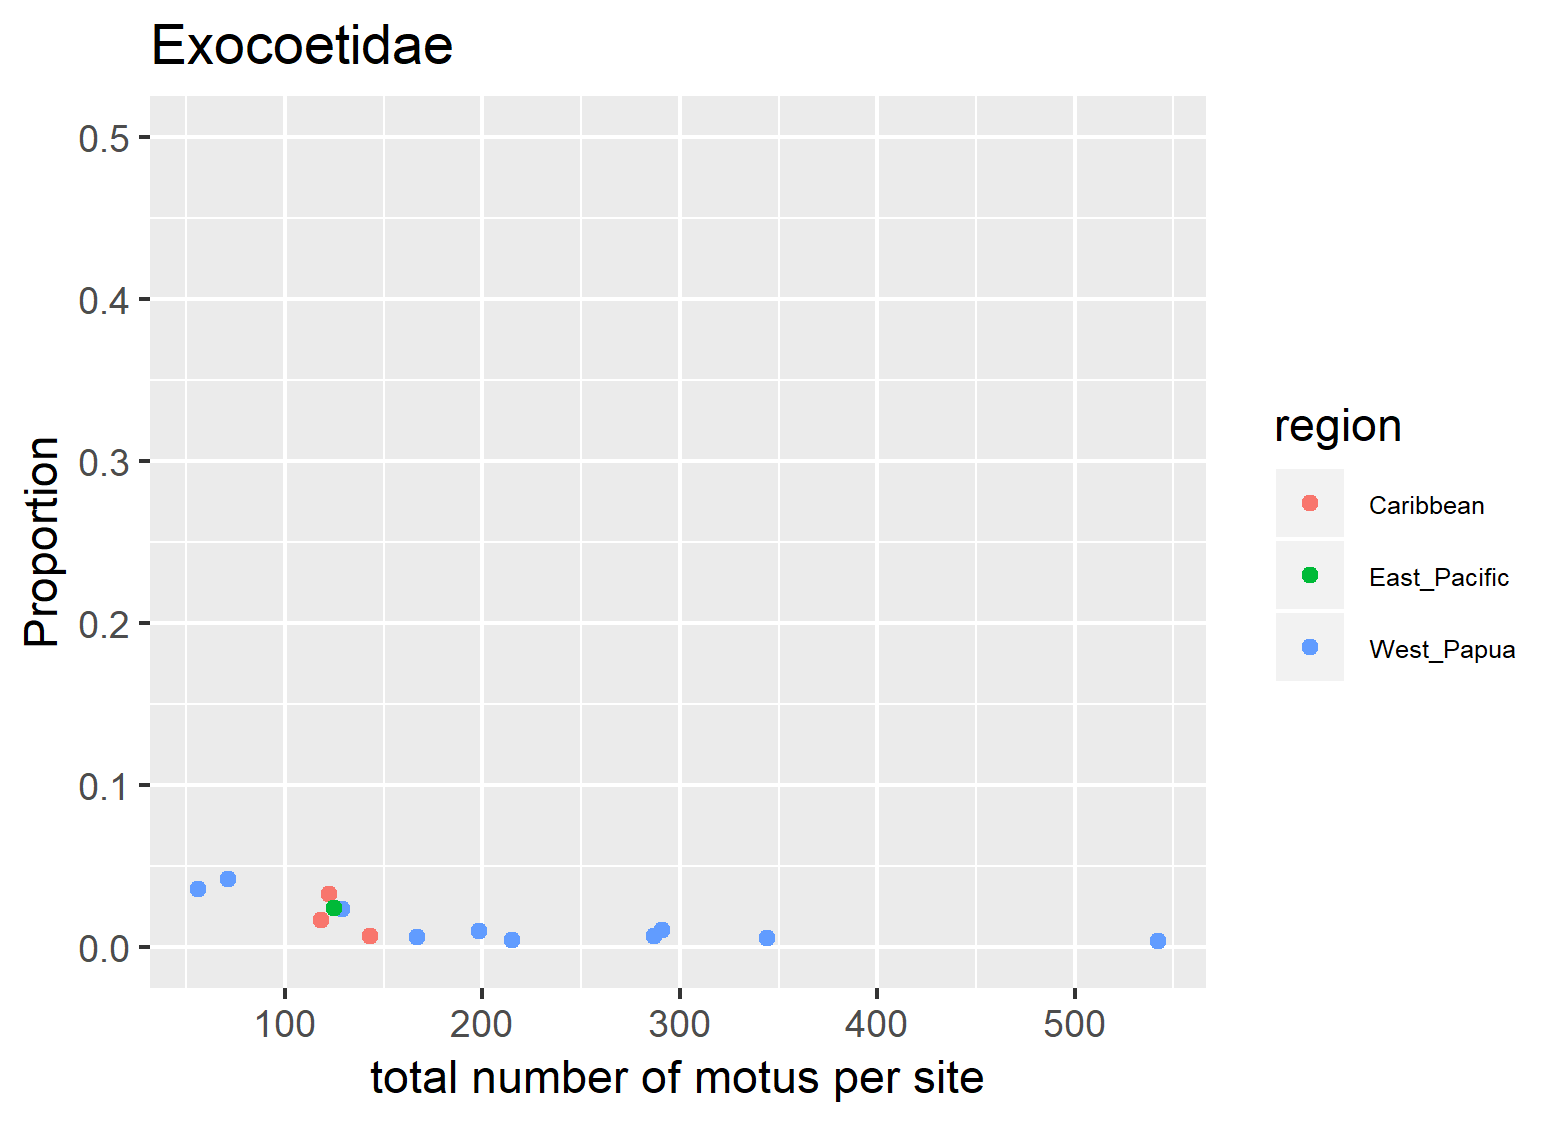 Exocoetidae
0.5
0.4
0.3
0.2
0.1
0.0
Proportion
100 200 300 400 500
total number of motus per site
region
Caribbean
East_Pacific
West_Papua